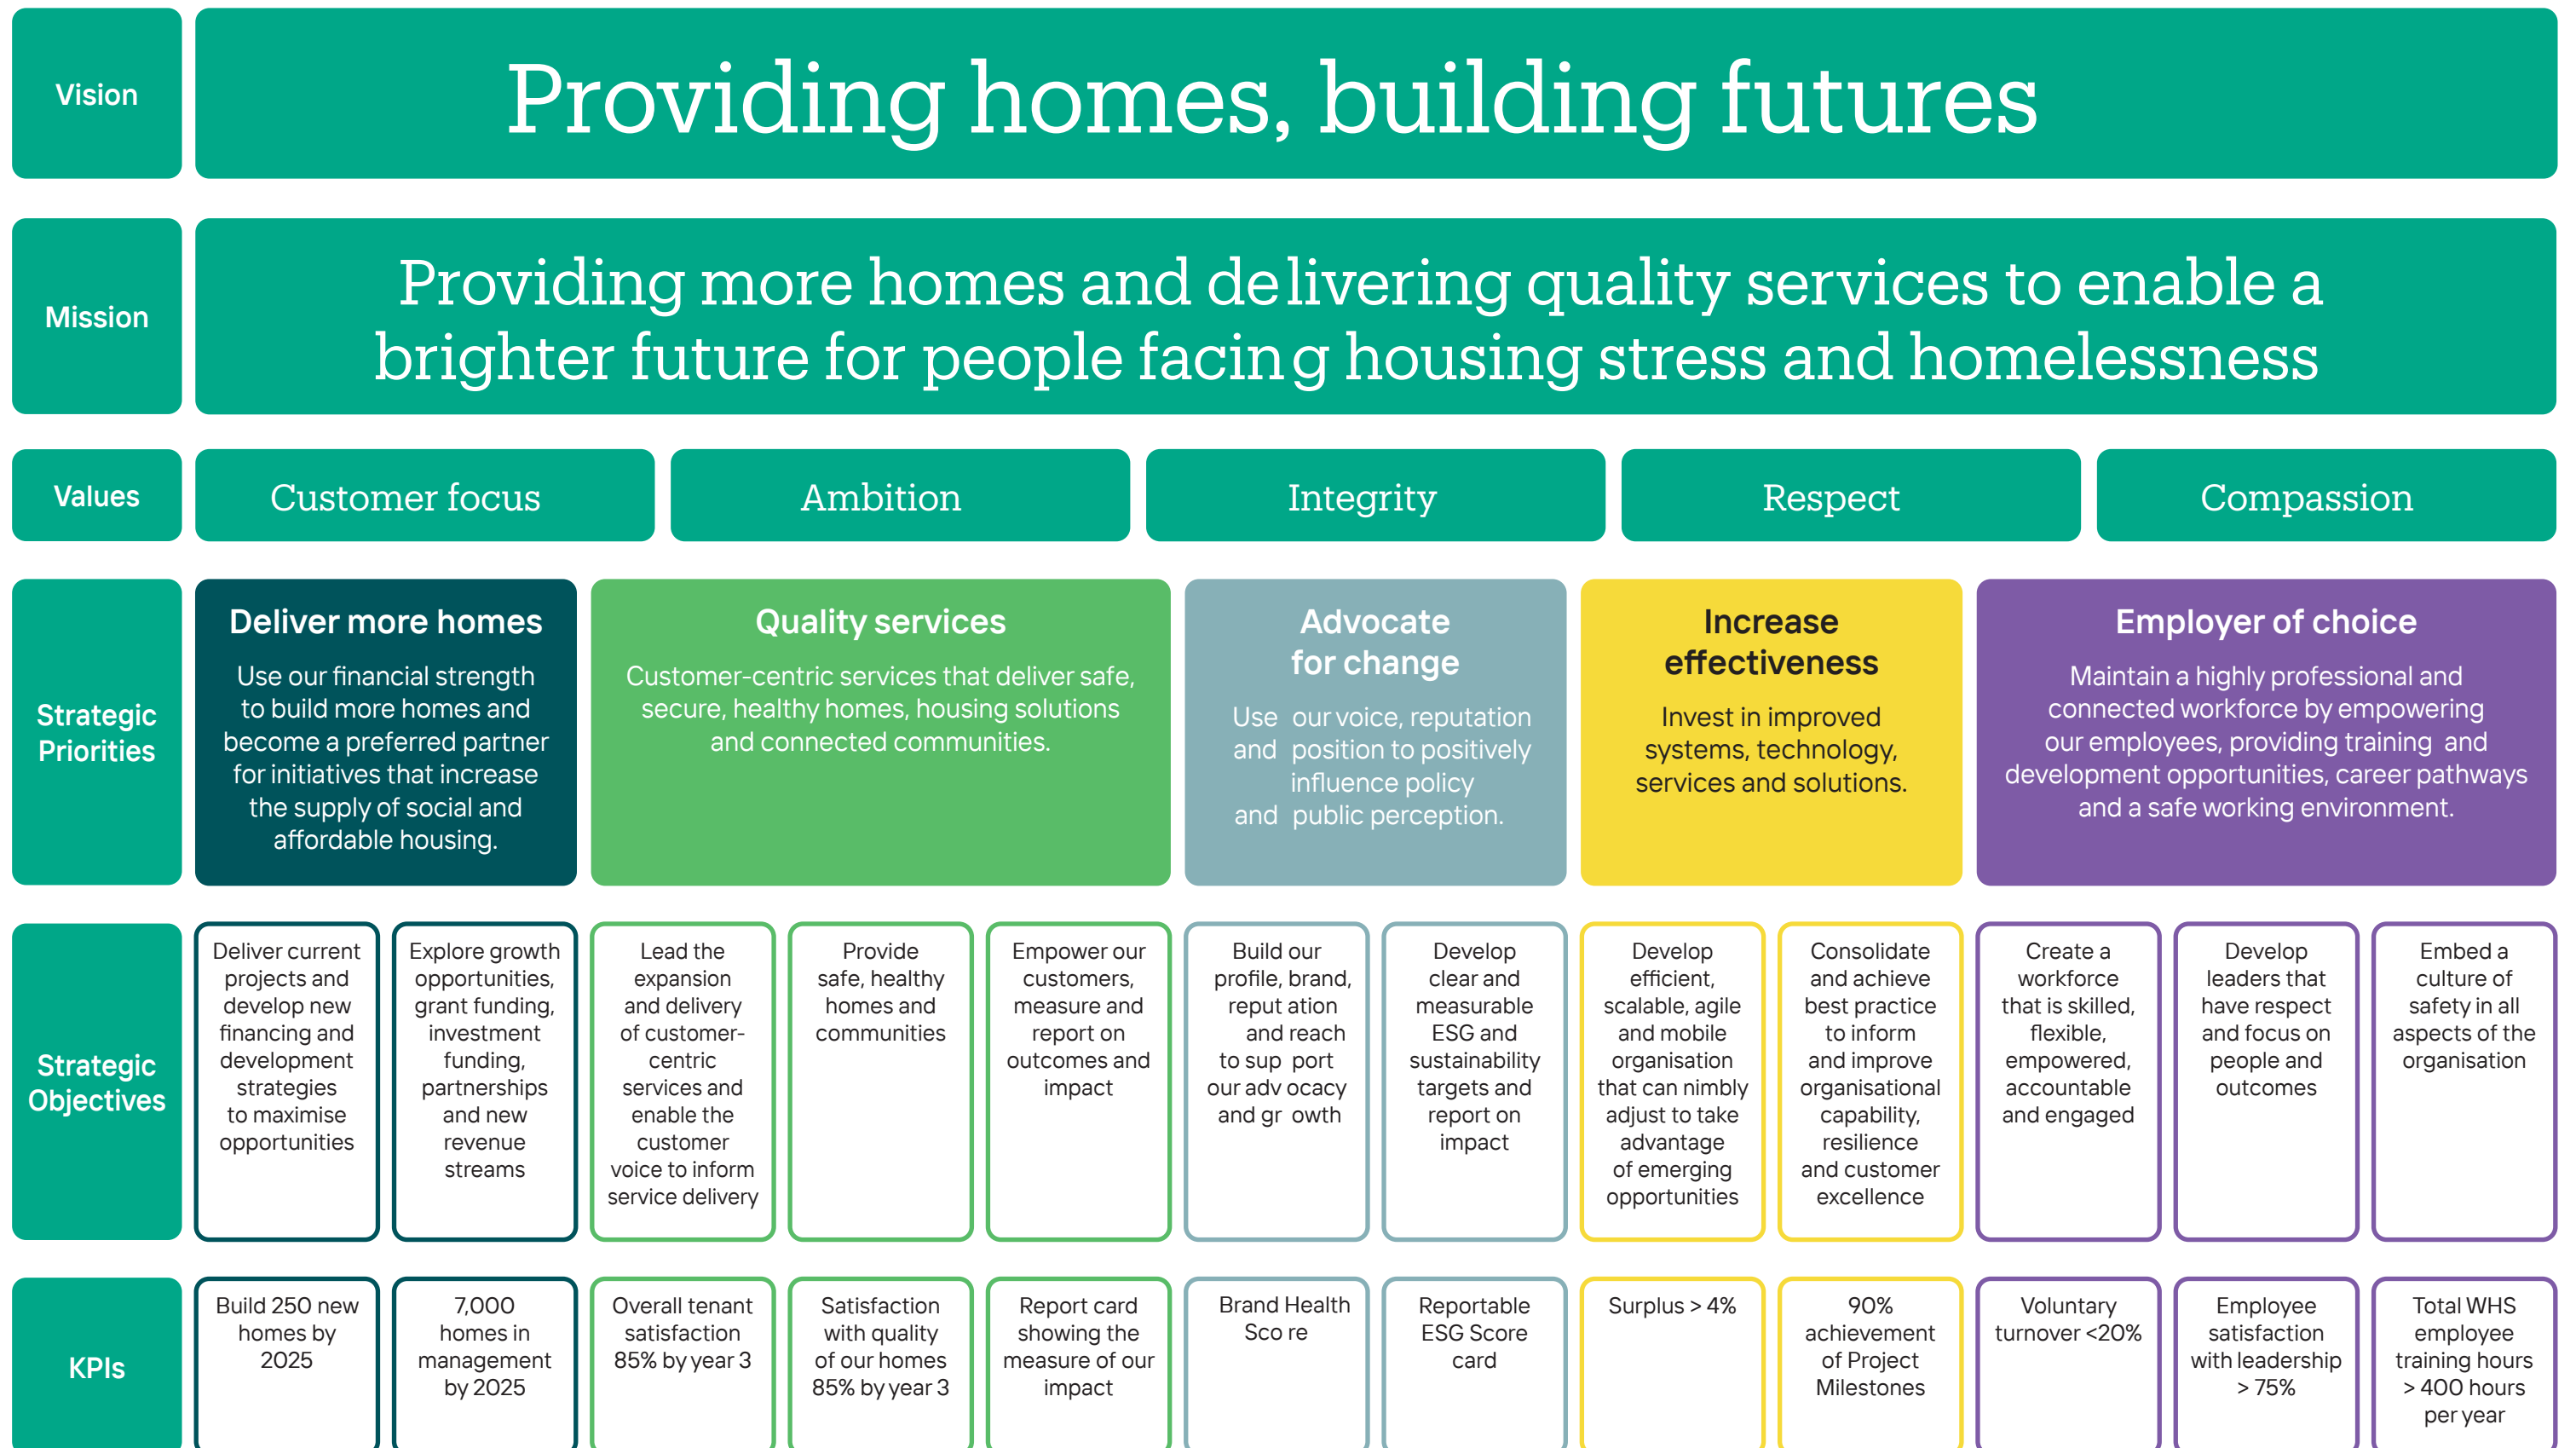 Vision
Providing homes, building futures
Mission
Providing more homes and delivering quality services to enable a
brighter future for people facing housing stress and homelessness
Values
Customer focus
Ambition
Integrity
Respect
Compassion
Strategic
Priorities
Deliver more homes
Use our financial strength
to build more homes and
become a preferred partner
for initiatives that increase
the supply of social and
affordable housing.
Quality services
Customer-centric services that deliver safe,
secure, healthy homes, housing solutions
and connected communities.
Advocate
for change
Use our voice, reputation
and position to positively
influence policy
and public perception.
Increase
effectiveness
Invest in improved
systems, technology,
services and solutions.
Employer of choice
Maintain a highly professional and
connected workforce by empowering
our employees, providing training and
development opportunities, career pathways
and a safe working environment.
Strategic
Objectives
Deliver current
projects and
develop new
financing and
development
strategies
to maximise
opportunities
Explore growth
opportunities,
grant funding,
investment
funding,
partnerships
and new
revenue
streams
Lead the
expansion
and delivery
of customer-
centric
services and
enable the
customer
voice to inform
service delivery
Provide
safe, healthy
homes and
communities
Empower our
customers,
measure and
report on
outcomes and
impact
Build our
profile, brand,
reput ation
and reach
to sup port
our adv ocacy
and gr owth
Develop
clear and
measurable
ESG and
sustainability
targets and
report on
impact
Develop
efficient,
scalable, agile
and mobile
organisation
that can nimbly
adjust to take
advantage
of emerging
opportunities
Consolidate
and achieve
best practice
to inform
and improve
organisational
capability,
resilience
and customer
excellence
Create a
workforce
that is skilled,
flexible,
empowered,
accountable
and engaged
Develop
leaders that
have respect
and focus on
people and
outcomes
Embed a
culture of
safety in all
aspects of the
organisation
KPIs
Build 250 new
homes by
2025
7,000
homes in
management
by 2025
Overall tenant
satisfaction
85% by year 3
Satisfaction
with quality
of our homes
85% by year 3
Report card
showing the
measure of our
impact
Brand Health
Sco re
Reportable
ESG Score
card
Surplus > 4%
90%
achievement
of Project
Milestones
Voluntary
turnover <20%
Employee
satisfaction
with leadership
> 75%
Total WHS
employee
training hours
> 400 hours
per year